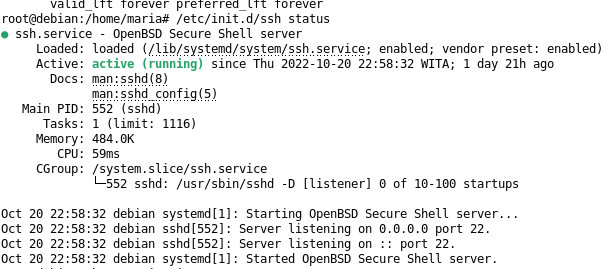 valid_lft forever preferred_lft forever
root@debian:/home/maria# /etc/init.d/ssh status
● ssh.service - OpenBSD Secure Shell server
Loaded: loaded (/lib/systemd/system/ssh.service; enabled; vendor preset: enabled)
Active: active (running) since Thu 2022-10-20 22:58:32 WITA; 1 day 21h ago
Docs: man:sshd(8)
man:sshd_config(5)
Main PID: 552 (sshd)
Tasks: 1 (limit: 1116)
Memory: 484.0K
CPU: 59ms
CGroup: /system.slice/ssh.service
└─552 sshd: /usr/sbin/sshd -D [listener] 0 of 10-100 startups
Oct 20 22:58:32 debian systemd[1]: Starting OpenBSD Secure Shell server...
Oct 20 22:58:32 debian sshd[552]: Server listening on 0.0.0.0 port 22.
Oct 20 22:58:32 debian sshd[552]: Server listening on :: port 22.
Oct 20 22:58:32 debian systemd[1]: Started OpenBSD Secure Shell server.